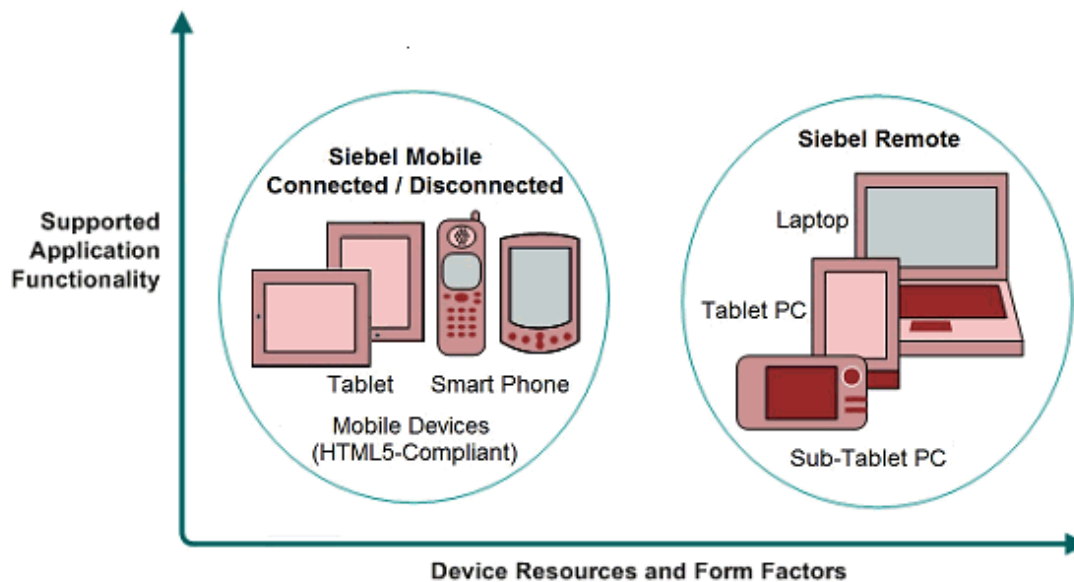 Supported
Application
Functionality
Siebel Mobile
Connected / Disconnected
Tablet
Smart Phone
Mobile Devices
(HTML5-Compliant)
Siebel Remote
Laptop
Tablet PC
Sub-Tablet PC
Device Resources and Form Factors